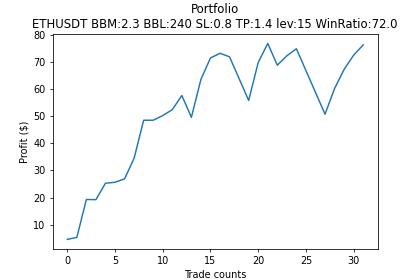 Portfolio
ETHUSDT BBM:2.3 BBL:240 SL:0.8 TP:1.4 lev:15 WinRatio:72.0
80
70
60
50
40
30
20
10
Profit ($)
0 5 10 15 20 25 30
Trade counts